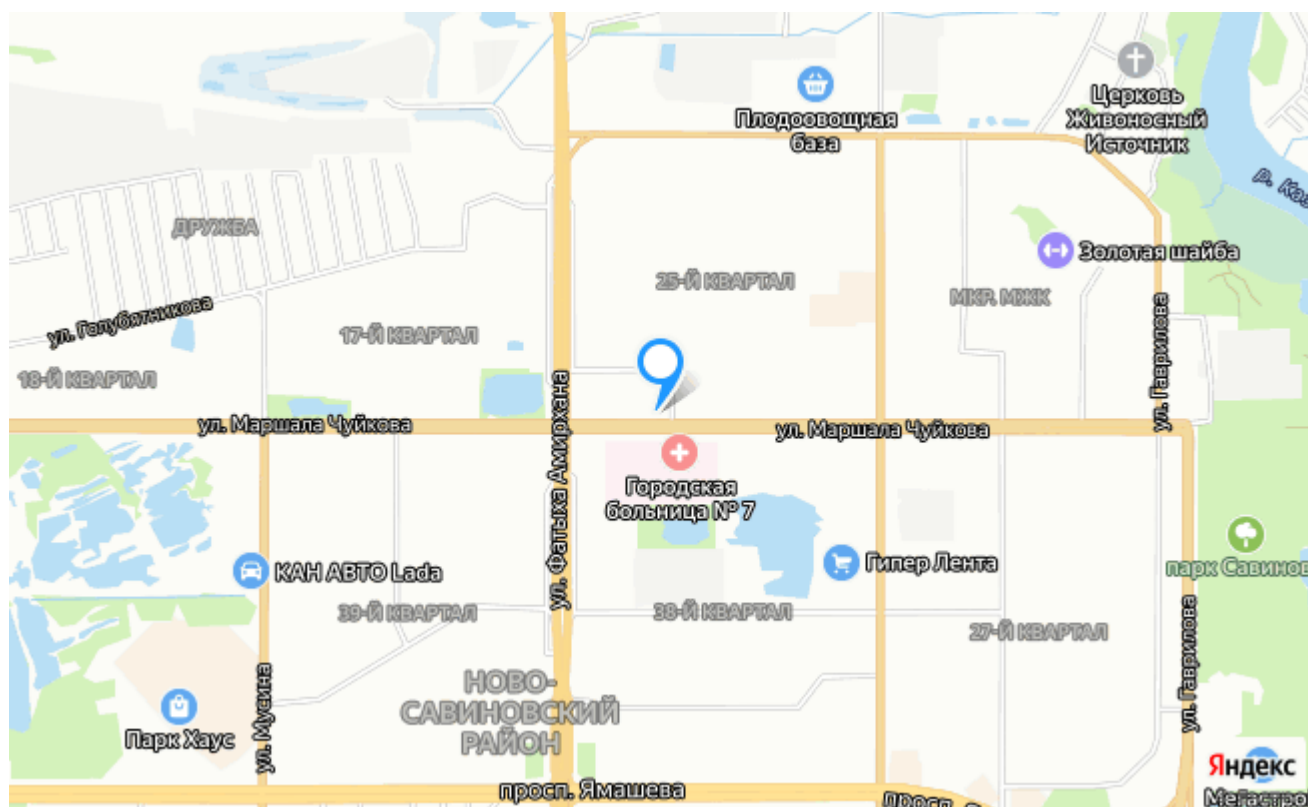 Плодоовощная
база
Церковь
Живоносный
Источник
ДРУЖБА
Золотая шайба
25-Й КВАРТАЛ
МКР. МЖК
ул. Голубятникова
17-Й КВАРТАЛ
18-Й КВАРТАЛ
ул. Гаврилова
ул. Маршала Чуйкова
ул. Маршала Чуйкова
ул. Фатыха Амирхана
Городская
больница № 7
КАН АВТО Lada
Гипер Лента
парк Савинов
39-Й КВАРТАЛ
38-Й КВАРТАЛ
27-Й КВАРТАЛ
НОВО-
САВИНОВСКИЙ
РАЙОН
ул. Мусина
ул. Гаврилова
Парк Хаус
Яндекс
просп. Ямашева
просп.
Мегастро